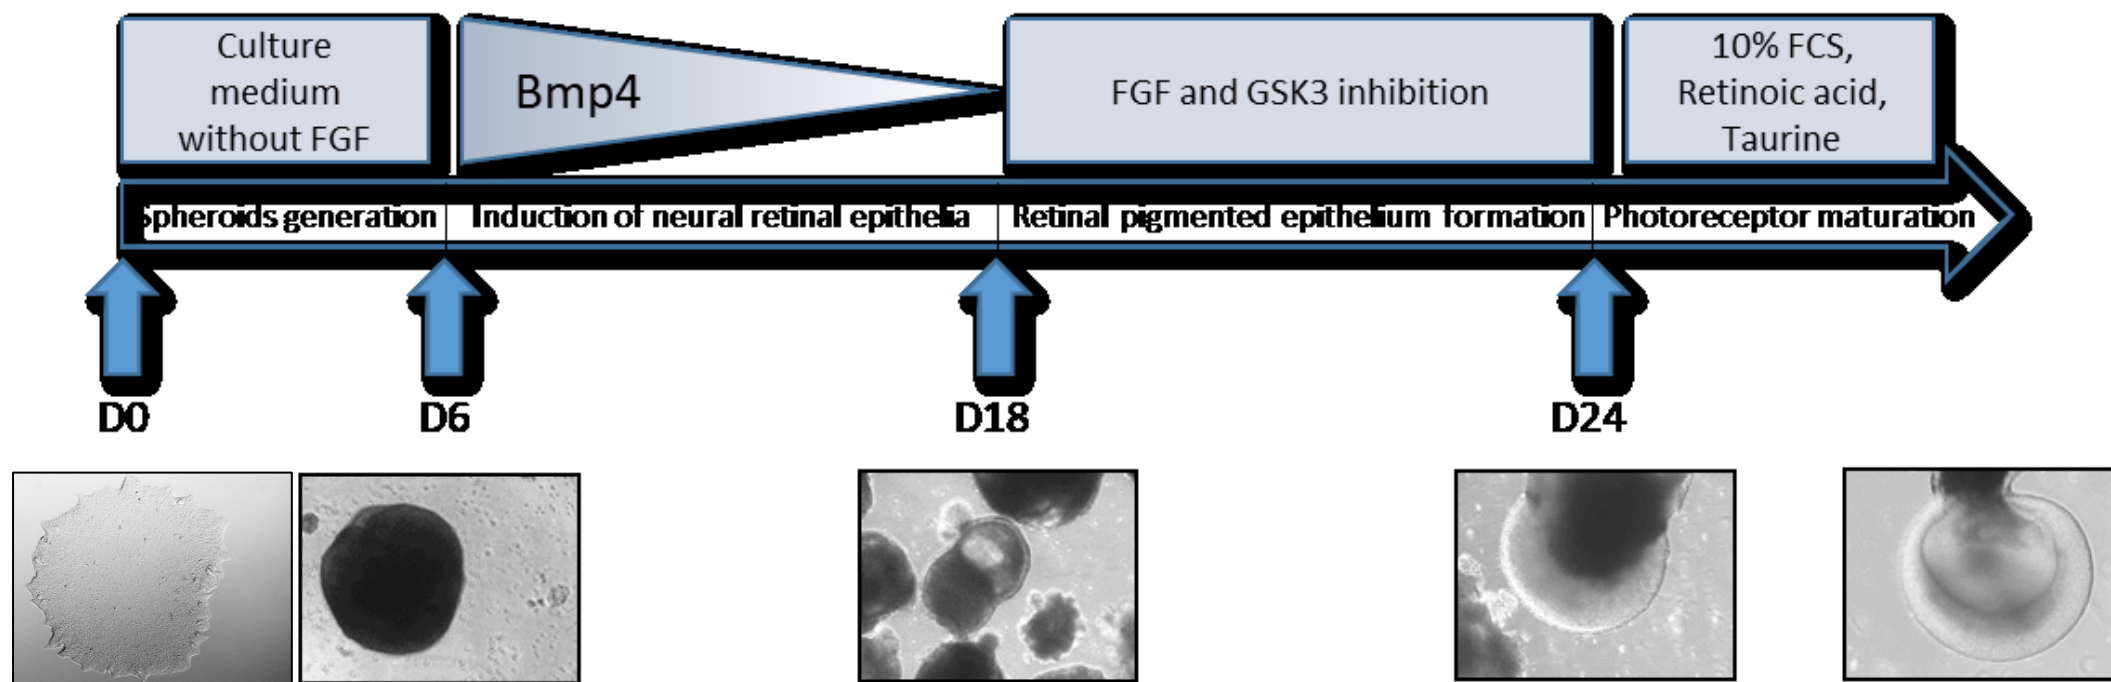 Culture
medium
without FGF
Bmp4
FGF and GSK3 inhibition
10% FCS,
Retinoic acid,
Taurine
Spheroids generation
Induction of neural retinal epithelia
Retinal pigmented epithelium formation
Photoreceptor maturation
D0
D6
D18
D24